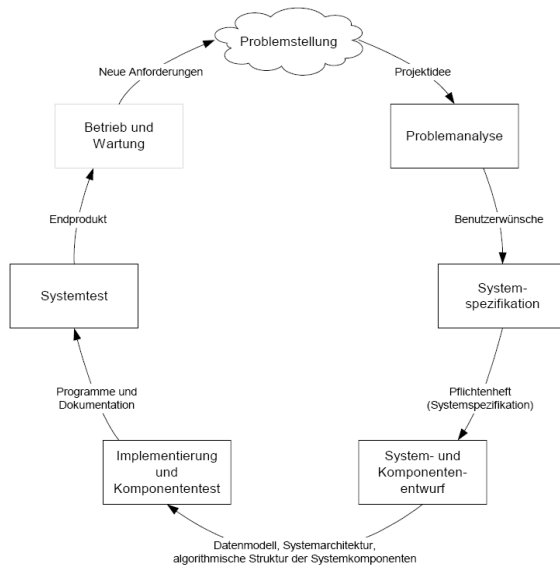 Problemstellung
Projektidee
Problemanalyse
Benutzerwünsche
System-
spezifikation
Pflichtenheft
(Systemspezifikation)
System- und
Komponenten-
entwurf
Datenmodell, Systemarchitektur,
algorithmische Struktur der Systemkomponenten
Implementierung
und
Komponententest
Programme und
Dokumentation
Systemtest
Endprodukt
Betrieb und
Wartung
Neue Anforderungen